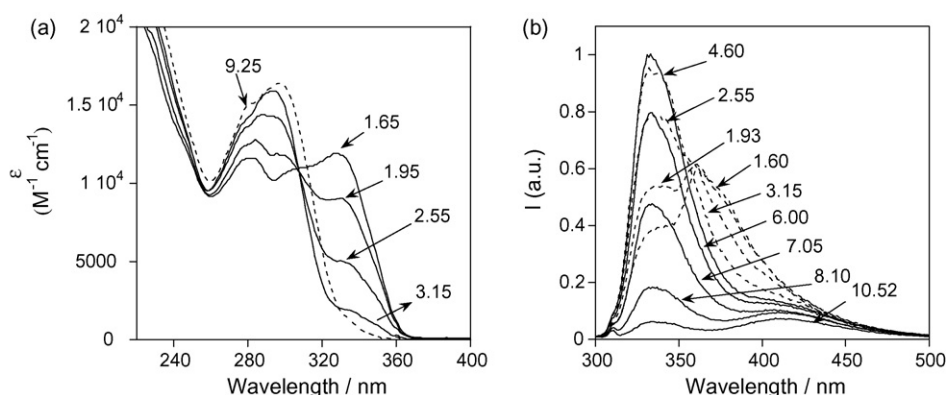 (a)
2 10⁴
1.5 10⁴
1 10⁴
5000
0
ε
(M⁻¹ cm⁻¹)
9.25
1.65
1.95
2.55
3.15
240 280 320 360 400
Wavelength / nm
(b)
1
0.8
0.6
0.4
0.2
0
I (a.u.)
4.60
2.55
1.93
1.60
3.15
6.00
7.05
8.10
10.52
300 350 400 450 500
Wavelength / nm